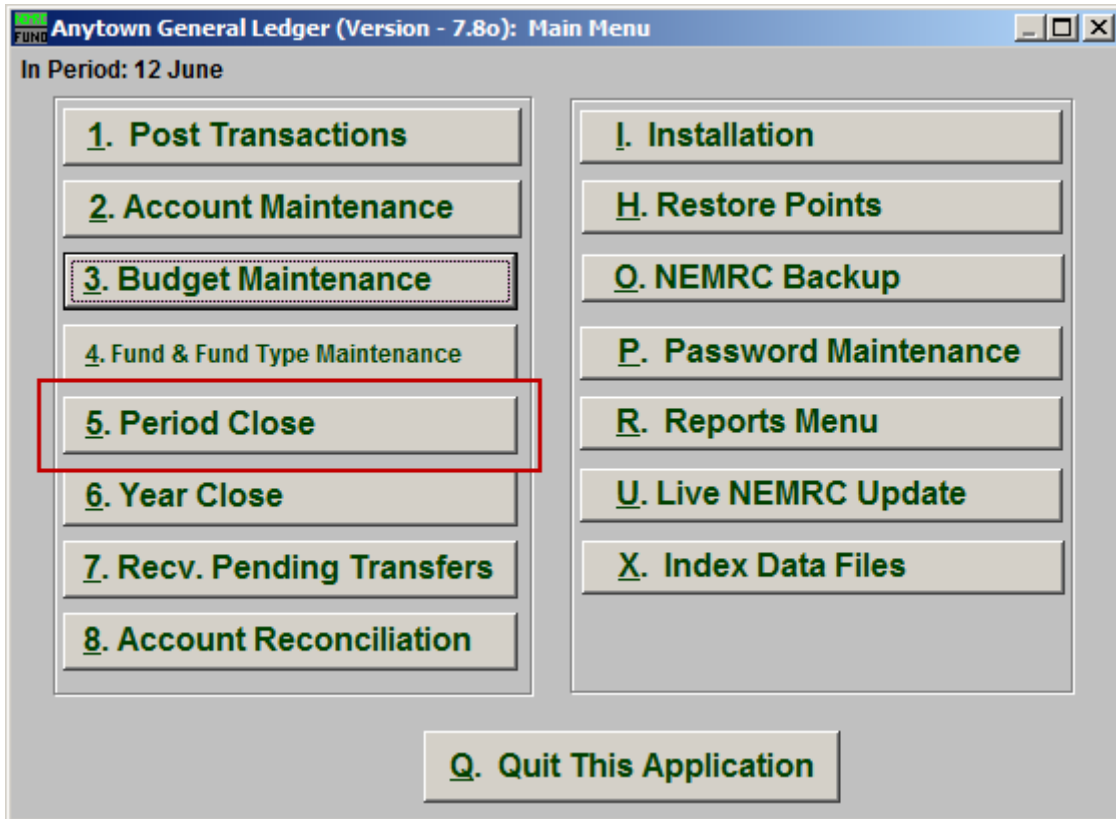 NEMRC
FUND
Anytown General Ledger (Version - 7.8o): Main Menu
In Period: 12 June
1. Post Transactions
2. Account Maintenance
3. Budget Maintenance
4. Fund & Fund Type Maintenance
5. Period Close
6. Year Close
7. Recv. Pending Transfers
8. Account Reconciliation
I. Installation
H. Restore Points
O. NEMRC Backup
P. Password Maintenance
R. Reports Menu
U. Live NEMRC Update
X. Index Data Files
Q. Quit This Application